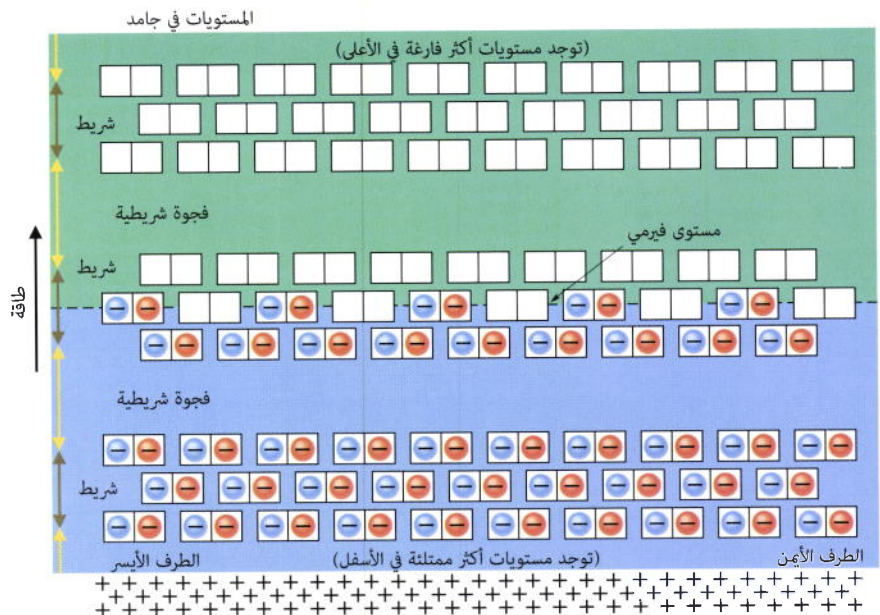 المستويات في جامد
(توجد مستويات أكثر فارغة في الأعلى)
شريط
فجوة شريطية
مستوى فيرمي
شريط
طاقة
فجوة شريطية
شريط
الطرف الأيمن
(توجد مستويات أكثر ممتلئة في الأسفل)
الطرف الأيسر